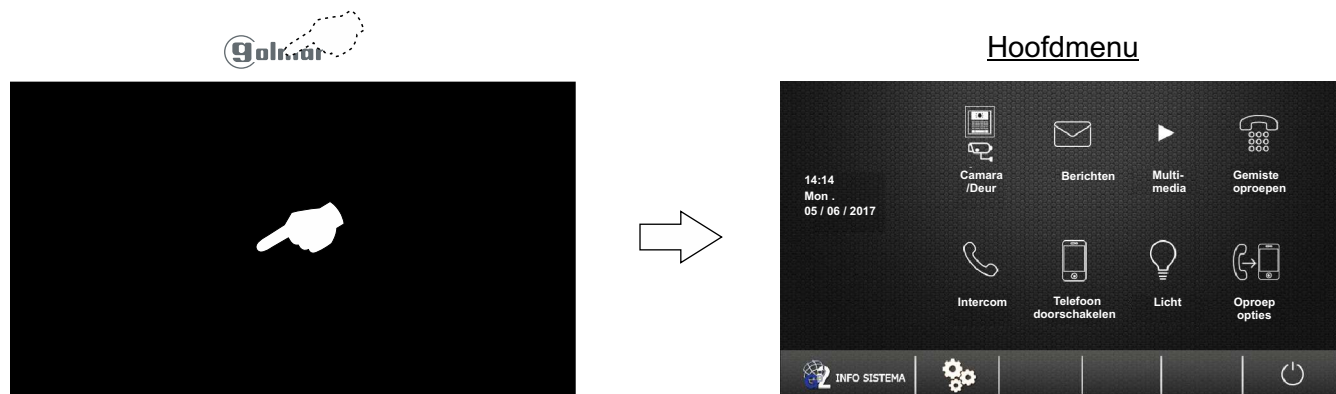 golmar
Hoofdmenu
14:14
Mon .
05 / 06 / 2017
Camara
/Deur
Berichten
Multi-
media
Gemiste
oproepen
Intercom
Telefoon
doorschakelen
Licht
Oproep
opties
2 INFO SISTEMA